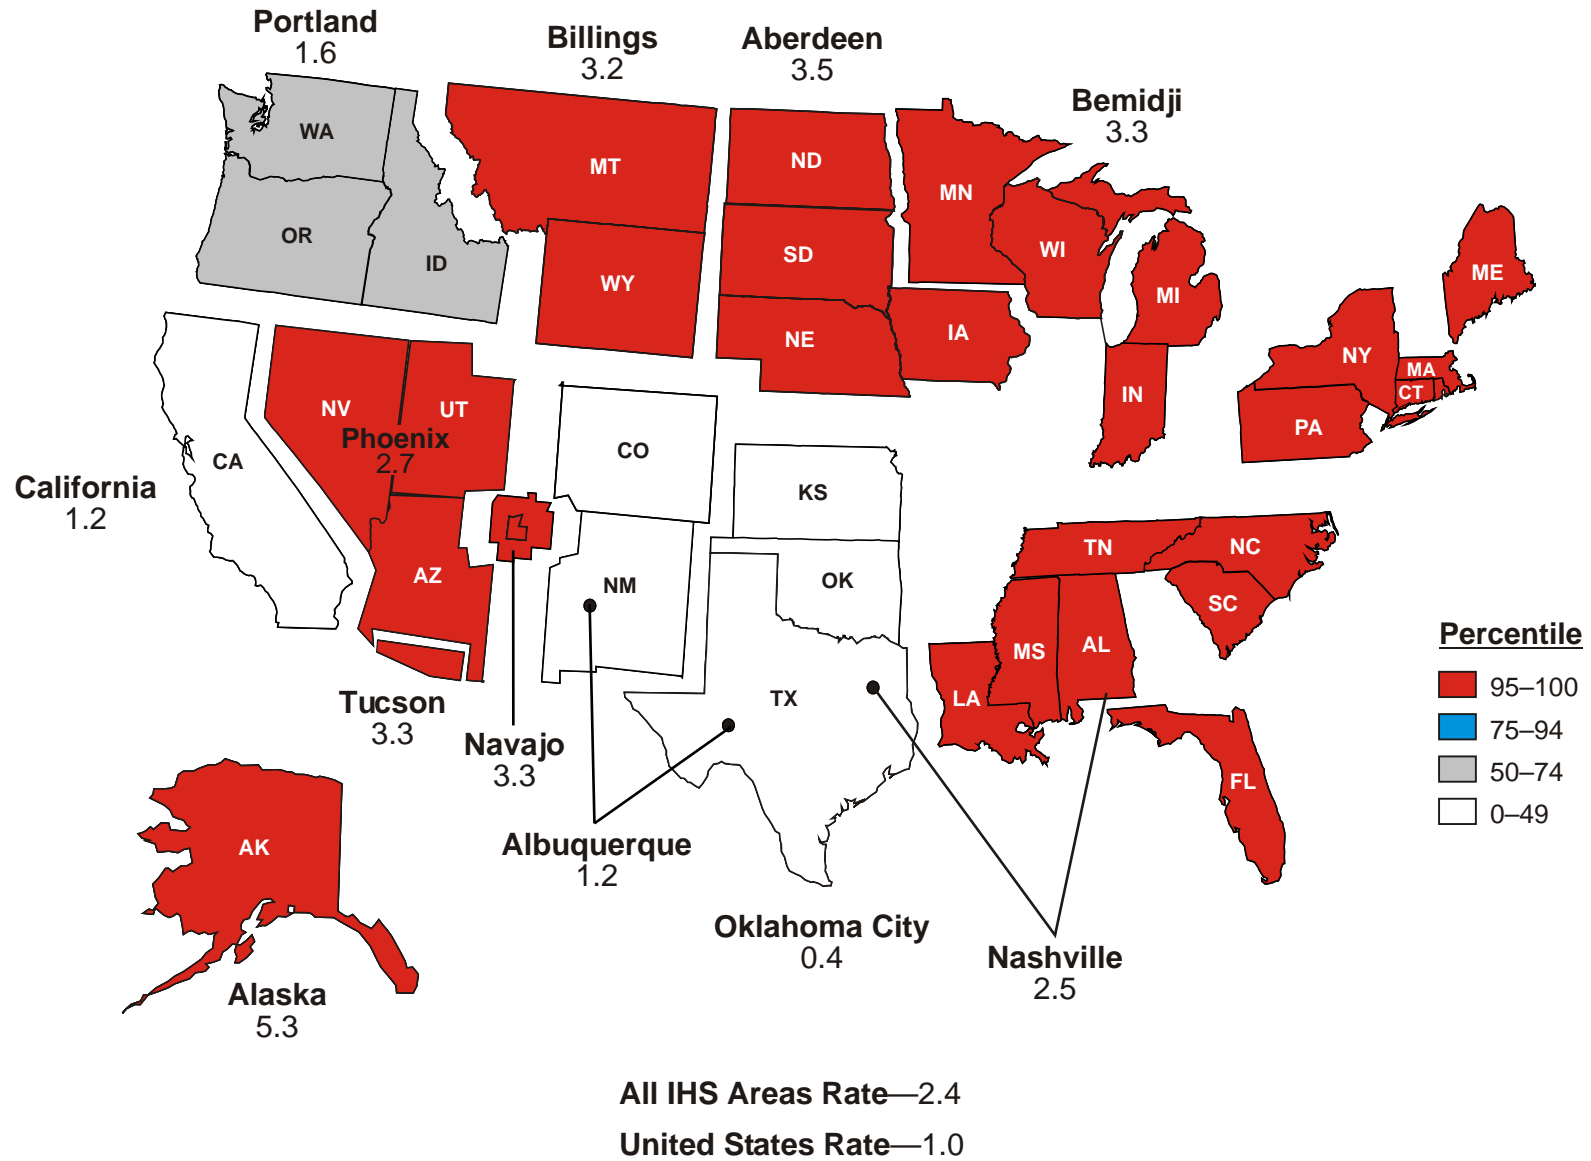 Portland
1.6
Billings
3.2
Aberdeen
3.5
Bemidji
3.3
WA
OR
ID
MT
WY
ND
SD
NE
IA
MN
WI
MI
IN
ME
NY
MA
CT
PA
NV
UT
Phoenix
2.7
CA
California
1.2
AZ
CO
NM
KS
OK
TX
TN
NC
SC
MS
AL
LA
FL
Tucson
3.3
Navajo
3.3
Albuquerque
1.2
Oklahoma City
0.4
Nashville
2.5
AK
Alaska
5.3
Percentile
95–100
75–94
50–74
0–49
All IHS Areas Rate—2.4
United States Rate—1.0